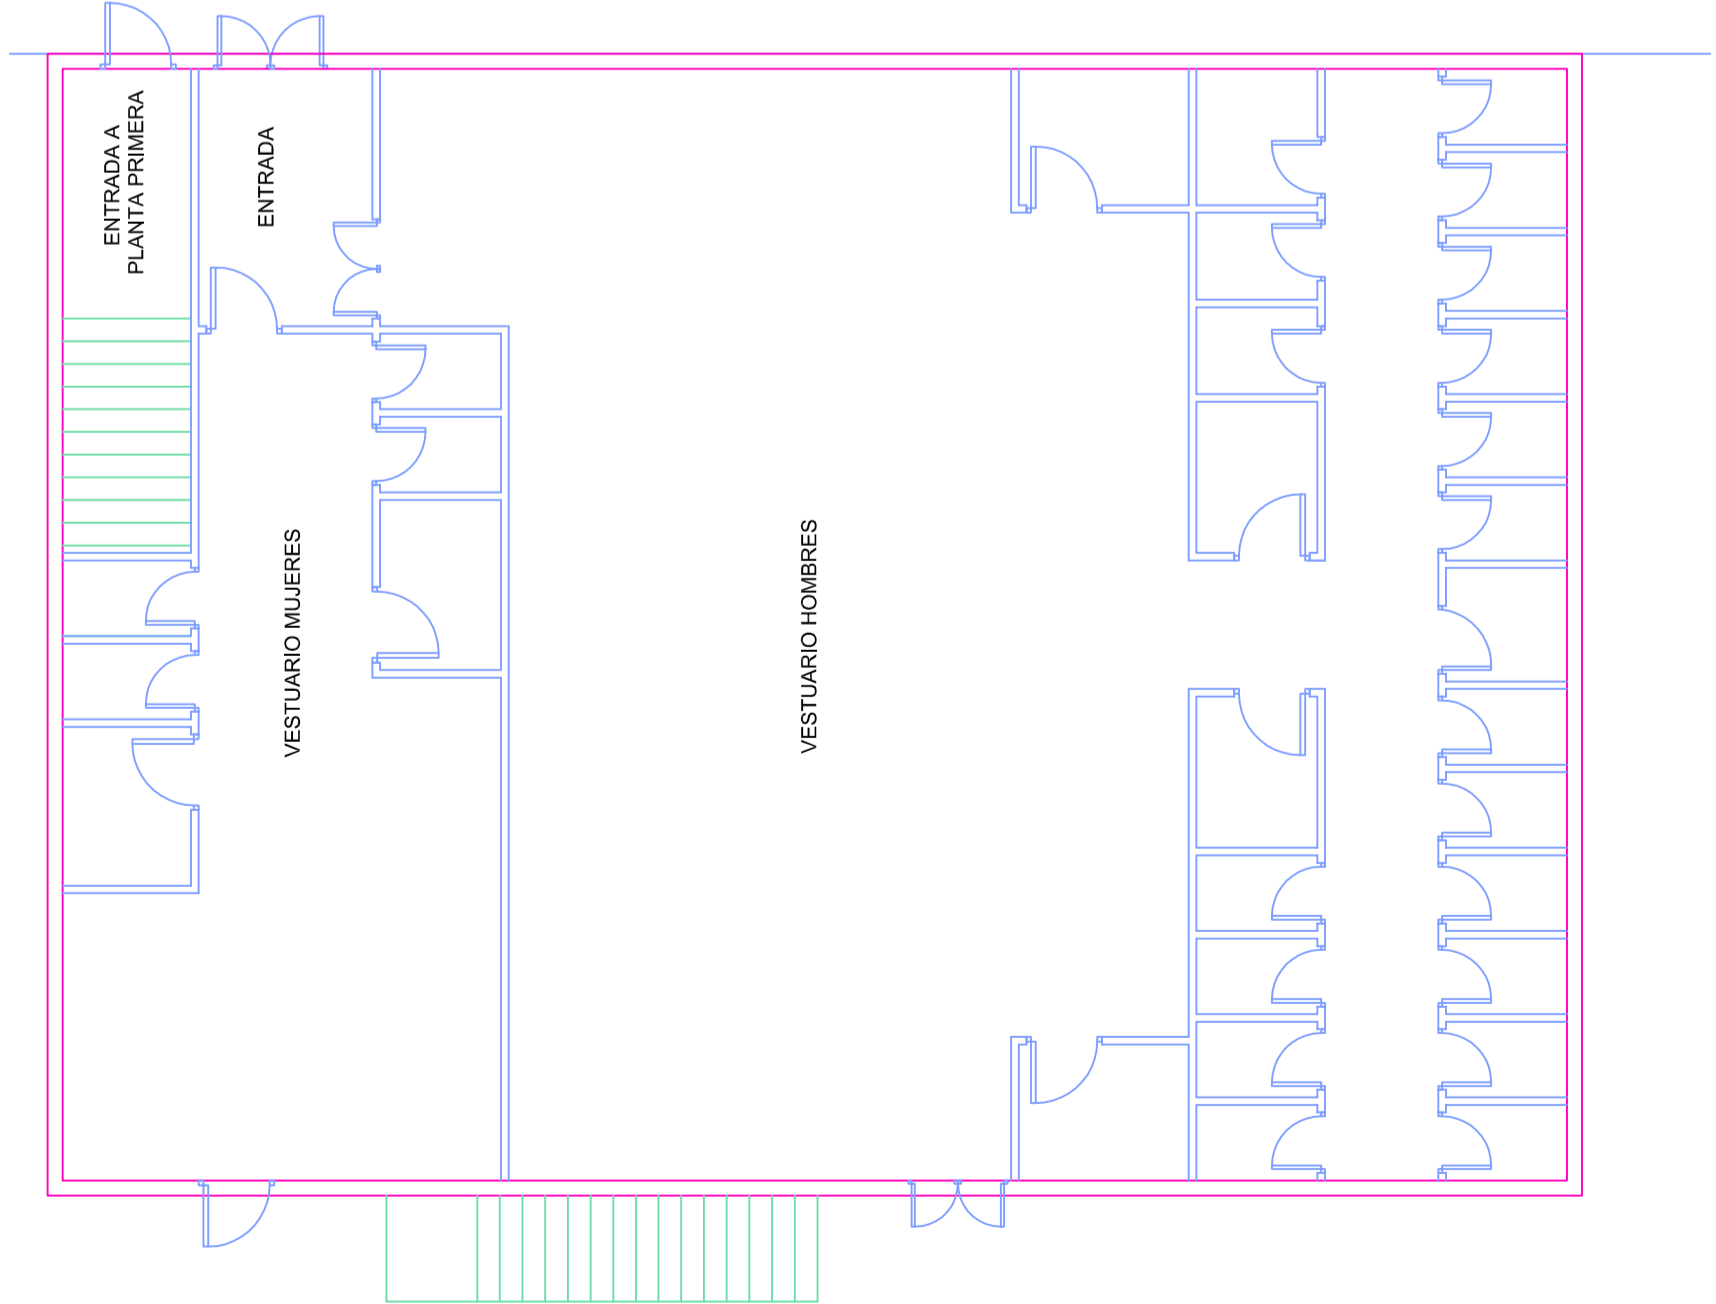 ENTRADA A
PLANTA PRIMERA
ENTRADA
VESTUARIO MUJERES
VESTUARIO HOMBRES